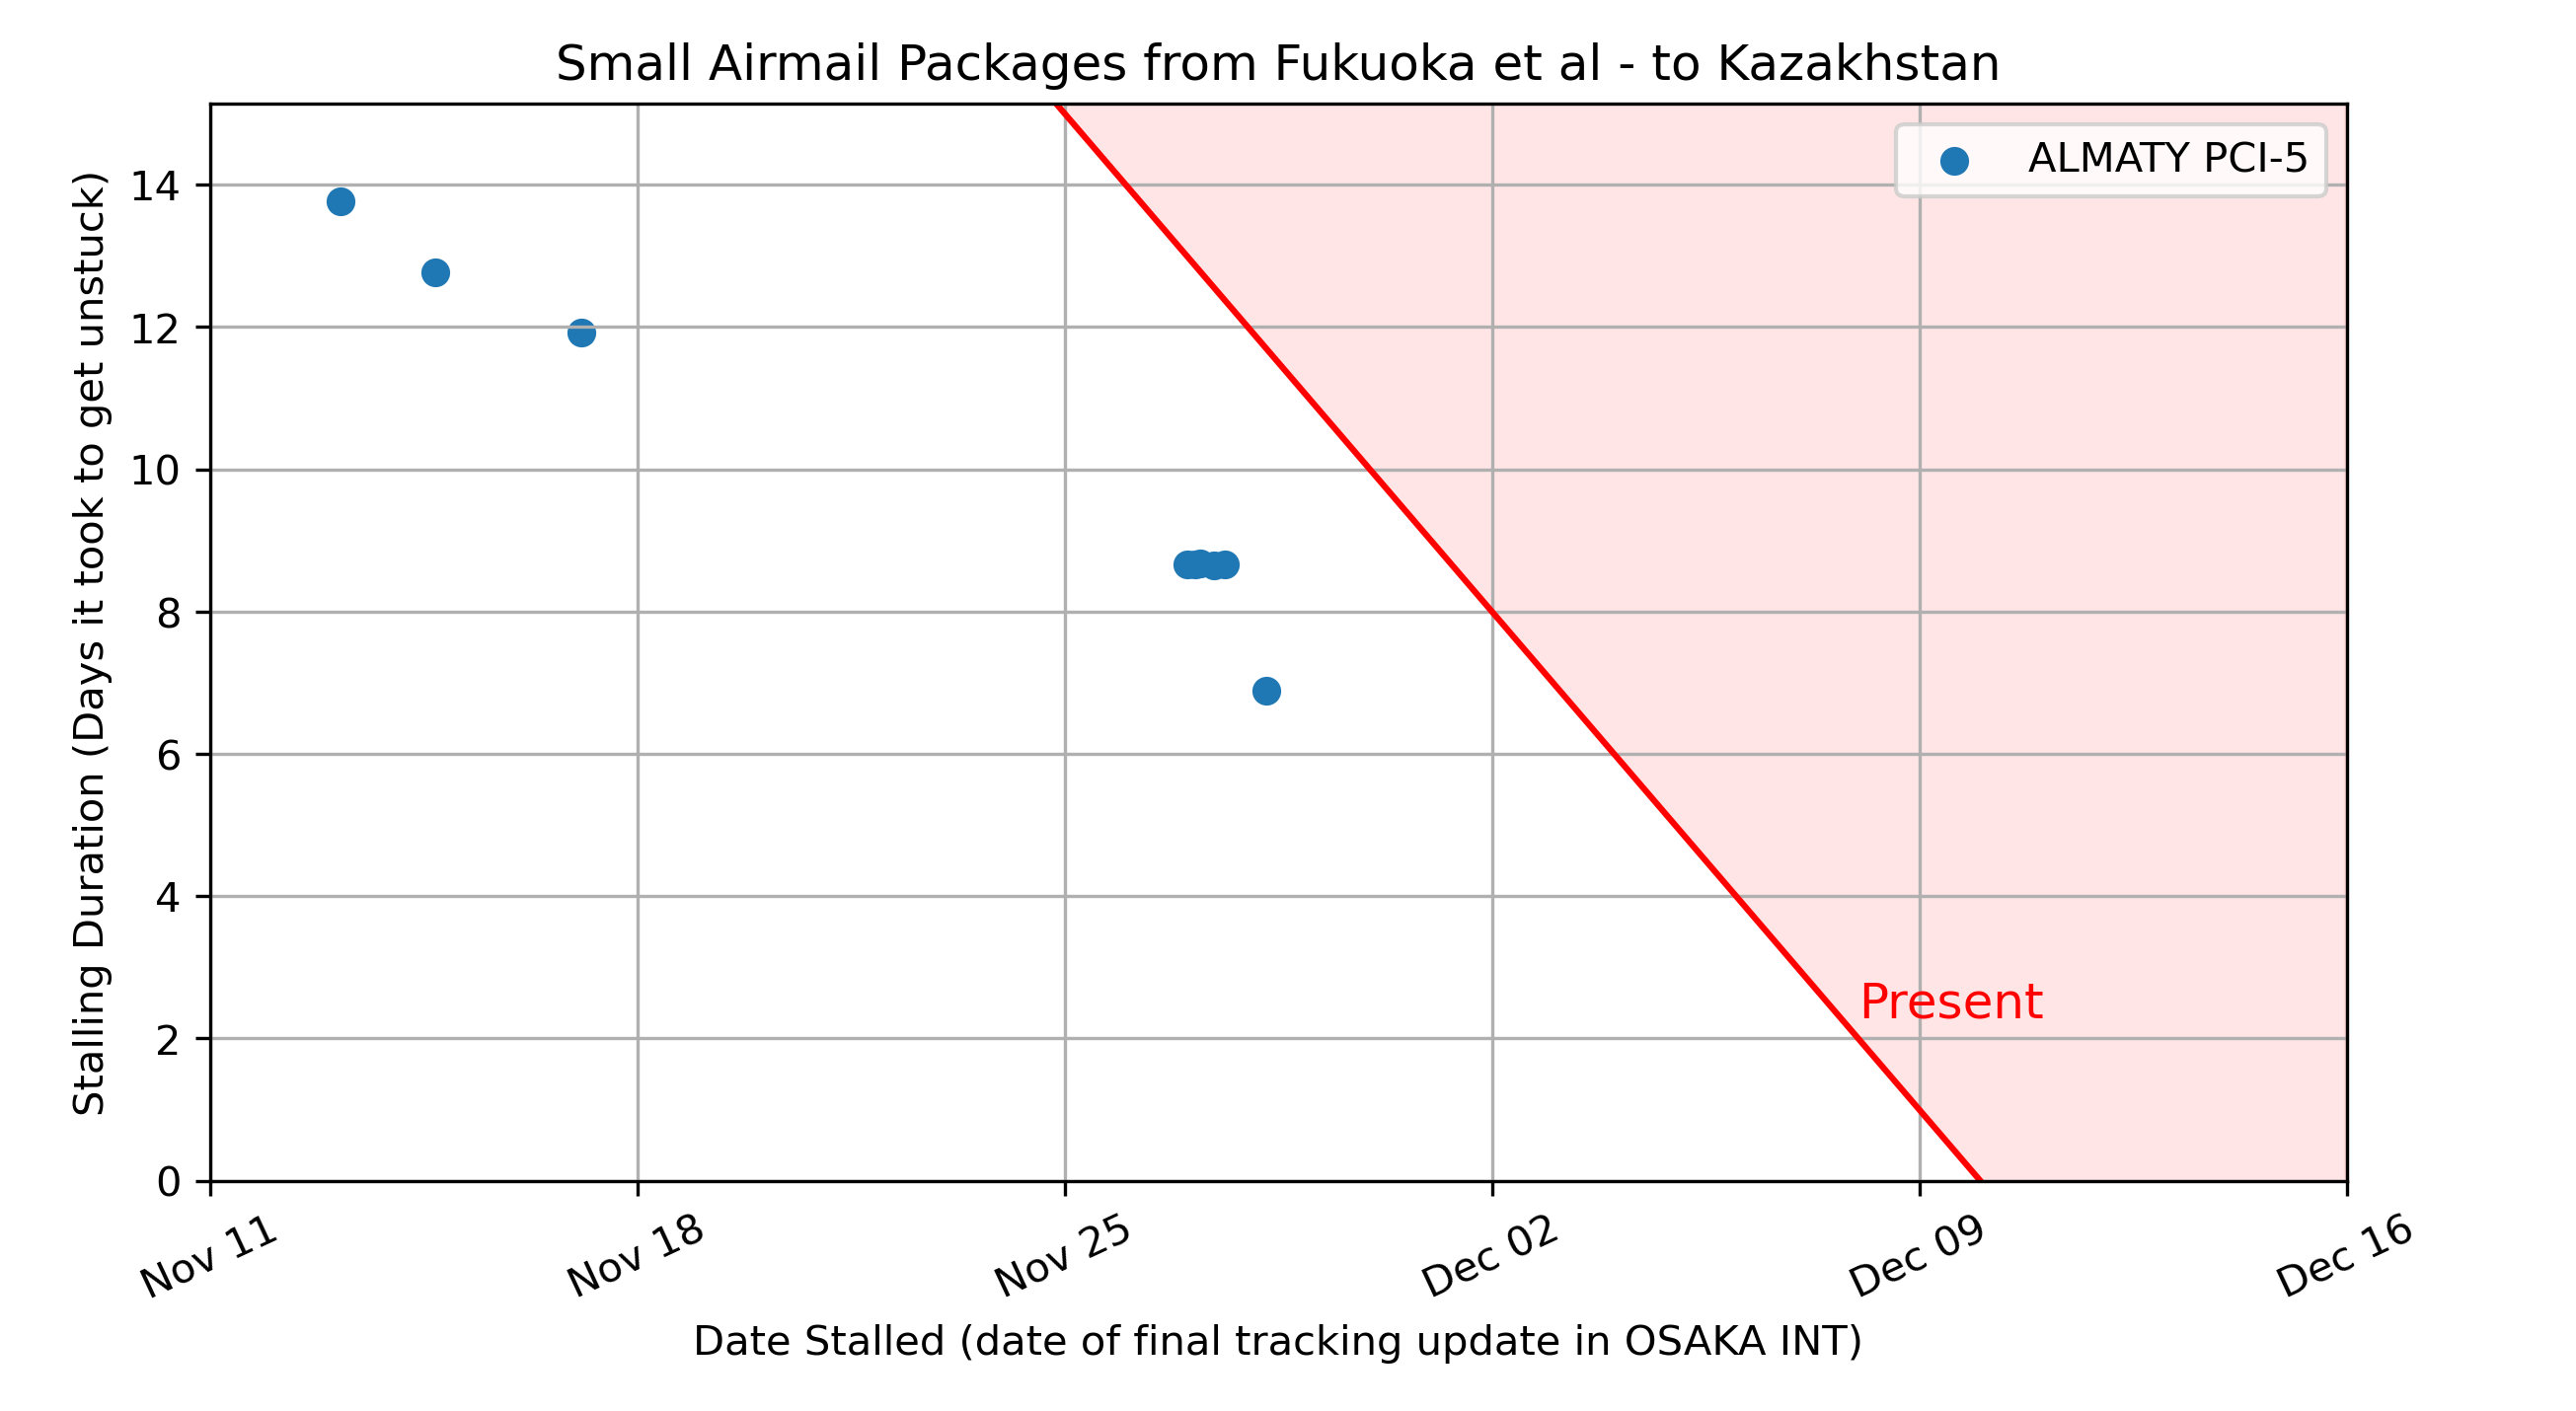 Small Airmail Packages from Fukuoka et al - to Kazakhstan
ALMATY PCI-5
Stalling Duration (Days it took to get unstuck)
14
12
10
8
6
4
2
0
Present
Nov 11
Nov 18
Nov 25
Dec 02
Dec 09
Dec 16
Date Stalled (date of final tracking update in OSAKA INT)